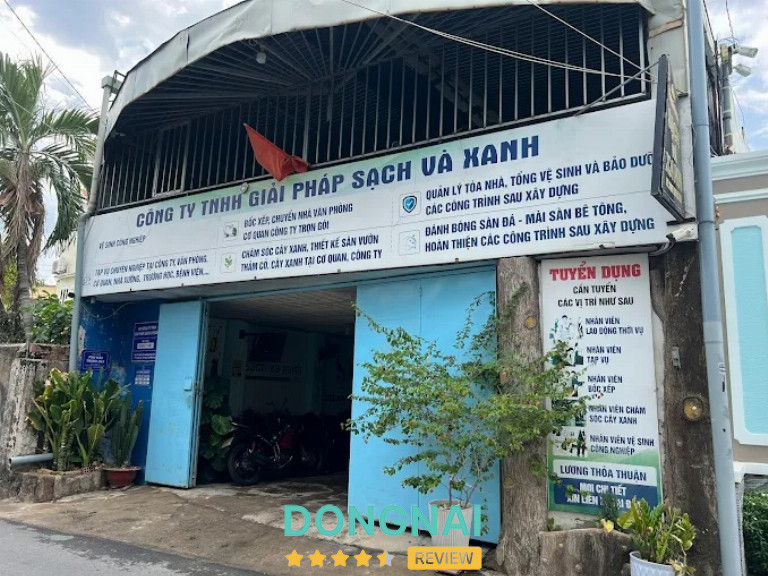 CÔNG TY TNHH GIẢI PHÁP SẠCH VÀ XANH
VỆ SINH CÔNG NGHIỆP
TẠP VỤ CHUYÊN NGHIỆP TẠI CÔNG TY, VĂN PHÒNG,
CƠ QUAN, NHÀ XƯỞNG, TRƯỜNG HỌC, BỆNH VIỆN,...
BỐC XẾP, CHUYỂN NHÀ VĂN PHÒNG
CƠ QUAN CÔNG TY TRỌN GÓI
CHĂM SÓC CÂY XANH, THIẾT KẾ SÂN VƯỜN
THẢM CỎ, CÂY XANH TẠI CƠ QUAN, CÔNG TY
QUẢN LÝ TÒA NHÀ, TỔNG VỆ SINH VÀ BẢO DƯỠ
CÁC CÔNG TRÌNH SAU XÂY DỰNG
ĐÁNH BÓNG SÀN ĐÁ - MÀI SÀN BÊ TÔNG,
HOÀN THIỆN CÁC CÔNG TRÌNH SAU XÂY DỰNG
TUYỂN DỤNG
CẦN TUYỂN
CÁC VỊ TRÍ NHƯ SAU
NHÂN VIÊN
LAO ĐỘNG THỜI VỤ
NHÂN VIÊN
TẠP VỤ
NHÂN VIÊN
BỐC XẾP
NHÂN VIÊN CHĂM
SÓC CÂY XANH
NHÂN VIÊN VỆ SINH
CÔNG NGHIỆP
LƯƠNG THỎA THUẬN
MỌI CHI TIẾT
XIN LIÊN
DONGNAI
REVIEW